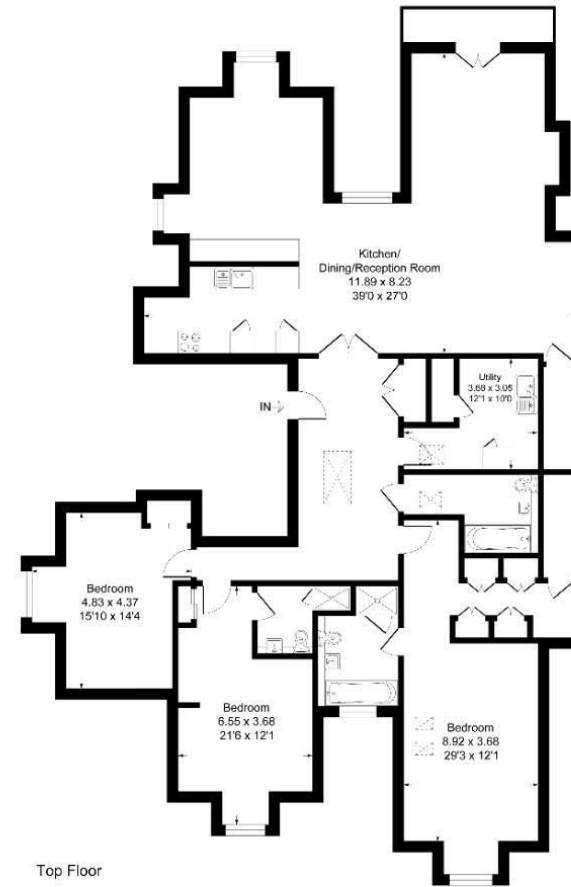 Kitchen/
Dining/Reception Room
11.89 x 8.23
39'0 x 27'0
Utility
3.68 x 3.05
12'1 x 10'0
IN
Bedroom
4.83 x 4.37
15'10 x 14'4
Bedroom
6.55 x 3.68
21'6 x 12'1
Bedroom
8.92 x 3.68
29'3 x 12'1
Top Floor